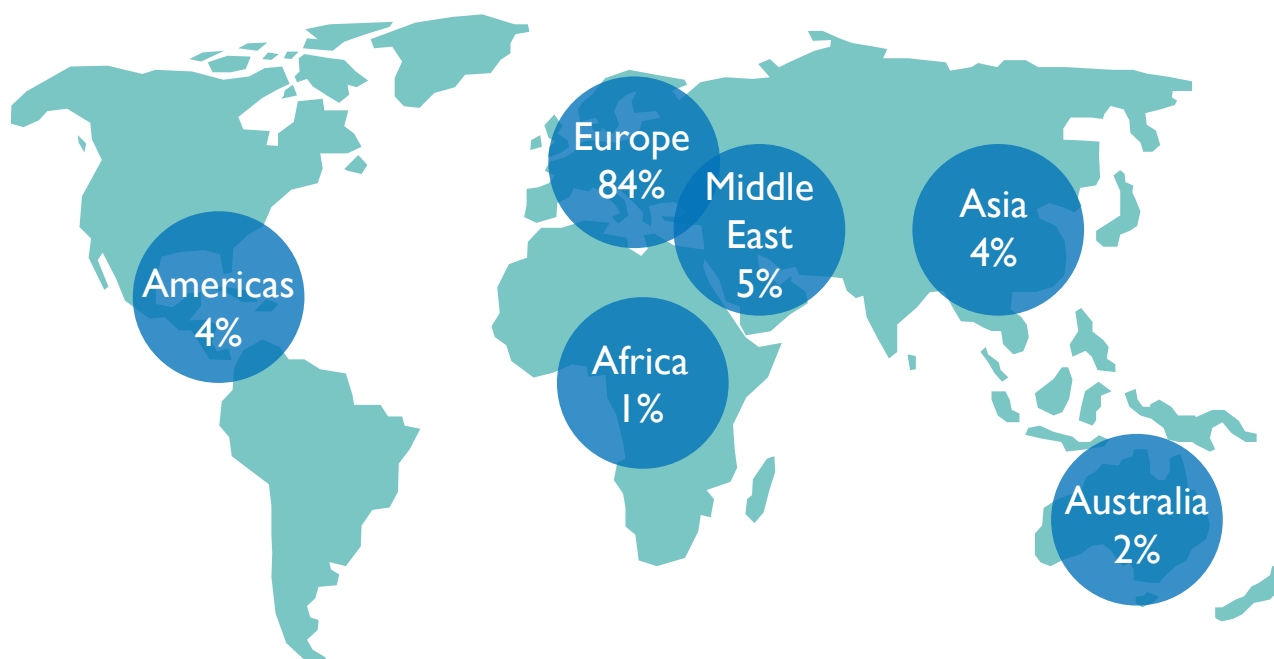 Europe
84%
Middle
East
5%
Asia
4%
Americas
4%
Africa
1%
Australia
2%